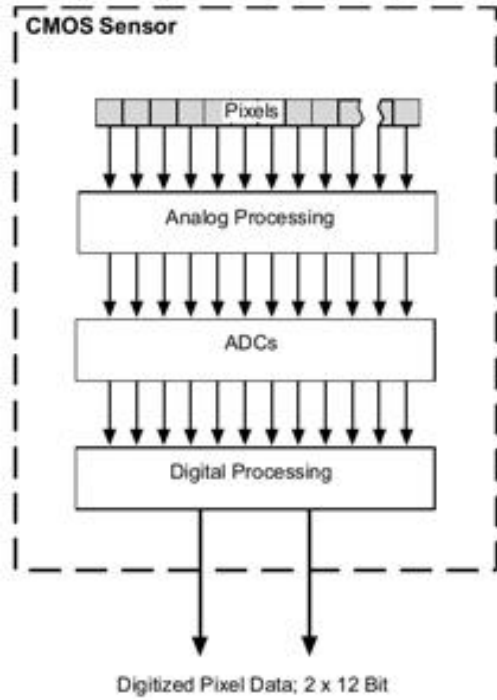 CMOS Sensor
Pixels
Analog Processing
ADCs
Digital Processing
Digitized Pixel Data; 2 x 12 Bit